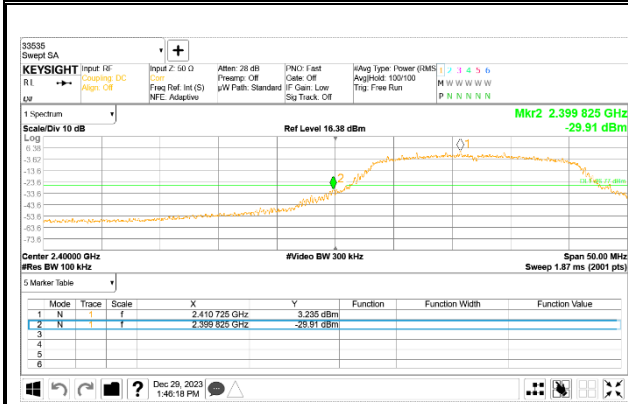 33535
Swept SA
KEYSIGHT Input: RF Input Z: 50 Ω Atten: 28 dB PNO: Fast #Avg Type: Power (RMS 1 2 3 4 5 6
R L Coupling: DC Corr Preamp: Off Gate: Off Avg|Hold: 100/100 M W W W W W
Align: Off Freq Ref: Int (S) µW Path: Standard IF Gain: Low Trig: Free Run
NFE: Adaptive Sig Track: Off P N N N N N
1 Spectrum Mkr2 2.399 825 GHz
Scale/Div 10 dB Ref Level 16.38 dBm -29.91 dBm
Log
6.38
-3.62
-13.6
-23.6
-33.6
-43.6
-53.6
-63.6
-73.6
1
2
Center 2.40000 GHz #Video BW 300 kHz Span 50.00 MHz
#Res BW 100 kHz Sweep 1.87 ms (2001 pts)
5 Marker Table
Mode Trace Scale X Y Function Function Width Function Value
1 N 1 f 2.410 725 GHz 3.235 dBm
2 N 1 f 2.399 825 GHz -29.91 dBm
3
4
5
6
? Dec 29, 2023
1:46:18 PM